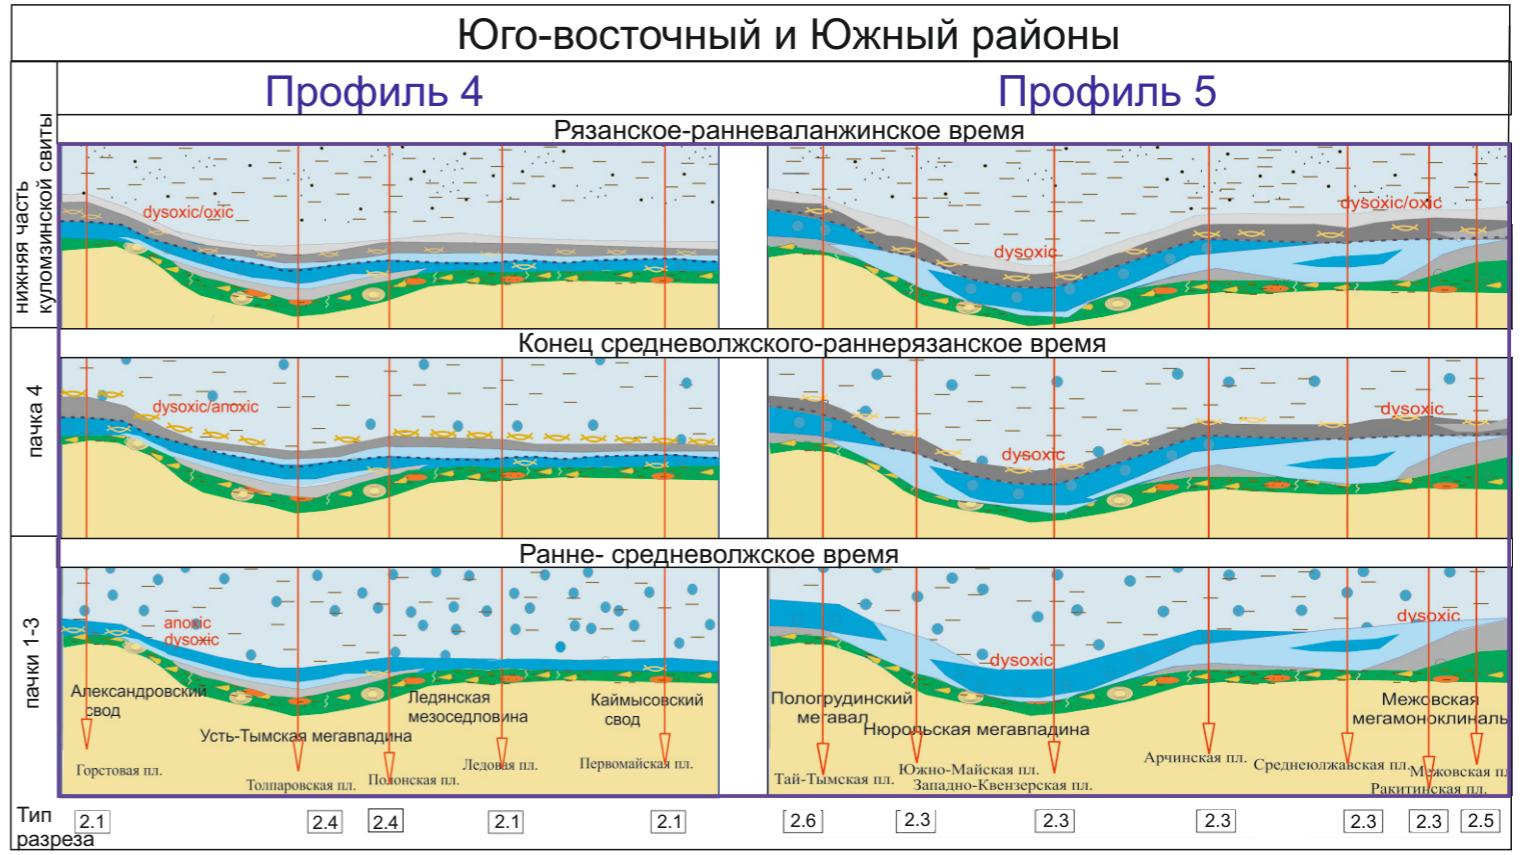 Юго-восточный и Южный районы
Профиль 4
Профиль 5
Рязанское-ранневаланжинское время
нижняя часть
куломзинской свиты
dysoxic/oxic
dysoxic
dysoxic/oxic
Конец средневолжского-раннерязанское время
пачка 4
dysoxic/anoxic
dysoxic
dysoxic
Ранне- средневолжское время
пачки 1-3
anoxic
dysoxic
dysoxic
dysoxic
Александровский
свод
Усть-Тымская мегавпадина
Ледянская
мезоседловина
Каймысовский
свод
Пологрудинский
мегавал
Нюрольская мегавпадина
Межовская
мегамоноклиналь
Горстовая пл.
Толпаровская пл.
Полонская пл.
Ледовая пл.
Первомайская пл.
Тай-Тымская пл.
Южно-Майская пл.
Западно-Квензерская пл.
Арчинская пл.
Среднеюлжавская пл.
Межовская пл
Ракитинская пл.
Тип
разреза
2.1 2.4 2.4 2.1 2.1 2.6 2.3 2.3 2.3 2.3 2.3 2.5